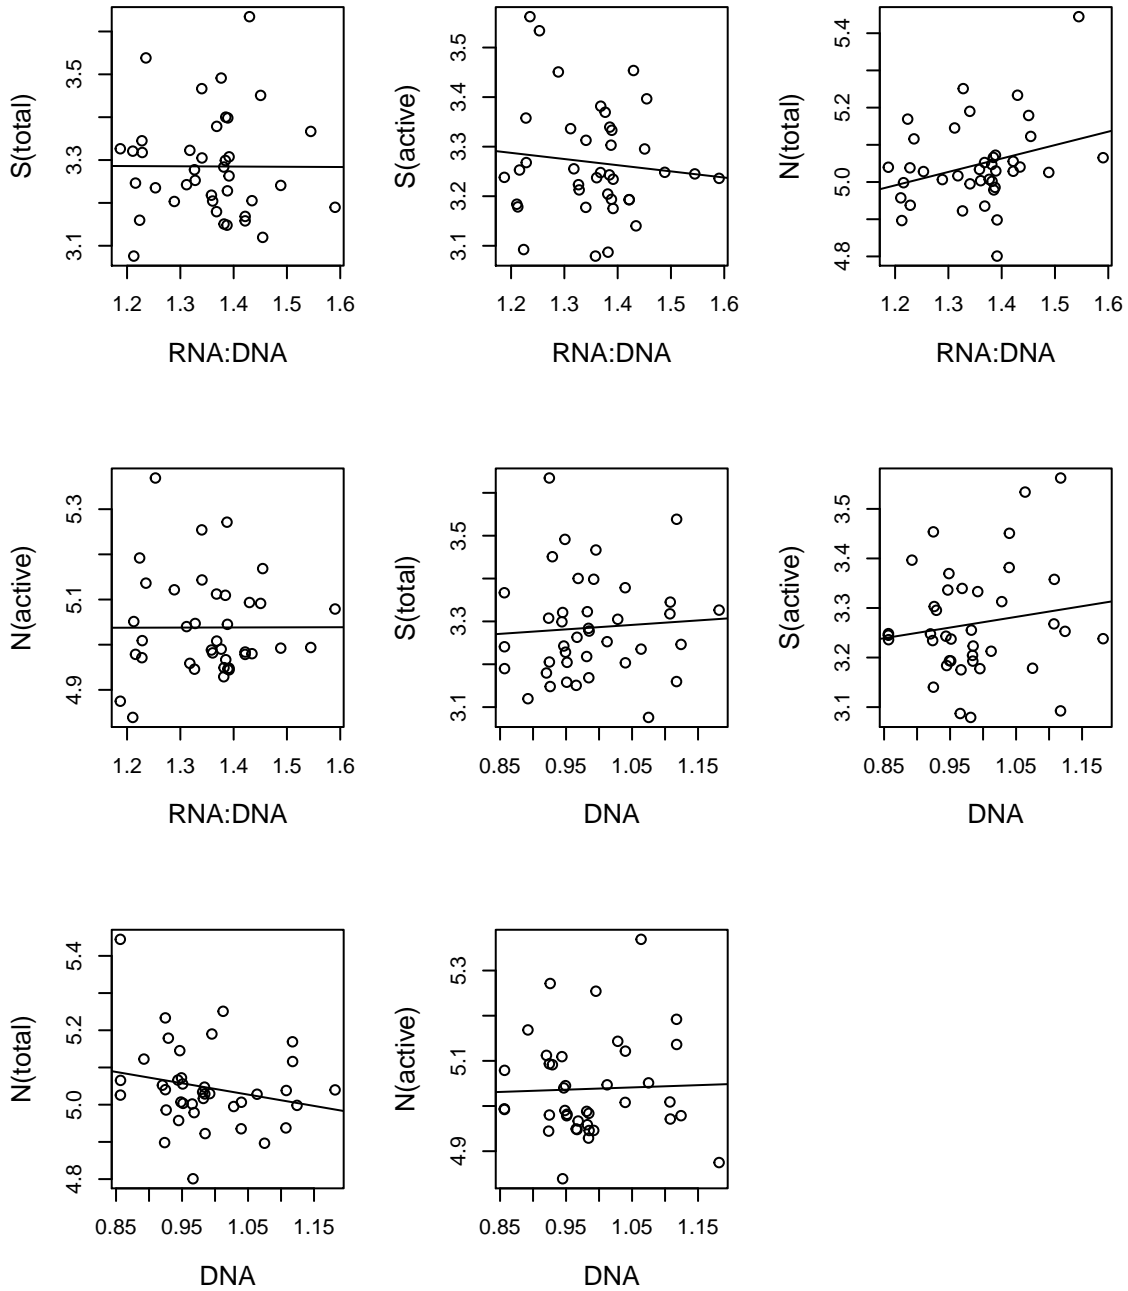 S(total)
3.1 3.3 3.5
1.2 1.3 1.4 1.5 1.6
RNA:DNA
S(active)
3.1 3.2 3.3 3.4 3.5
1.2 1.3 1.4 1.5 1.6
RNA:DNA
N(total)
4.8 5.0 5.2 5.4
1.2 1.3 1.4 1.5 1.6
RNA:DNA
N(active)
4.9 5.1 5.3
1.2 1.3 1.4 1.5 1.6
RNA:DNA
S(total)
3.1 3.3 3.5
0.85 0.95 1.05 1.15
DNA
S(active)
3.1 3.2 3.3 3.4 3.5
0.85 0.95 1.05 1.15
DNA
N(total)
4.8 5.0 5.2 5.4
0.85 0.95 1.05 1.15
DNA
N(active)
4.9 5.1 5.3
0.85 0.95 1.05 1.15
DNA